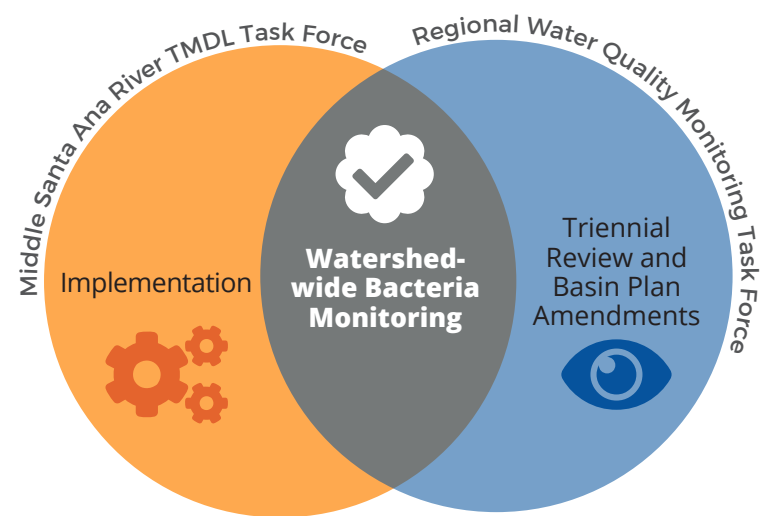 Middle Santa Ana River TMDL Task Force
Regional Water Quality Monitoring Task Force
Implementation
Watershed-
wide Bacteria
Monitoring
Triennial
Review and
Basin Plan
Amendments